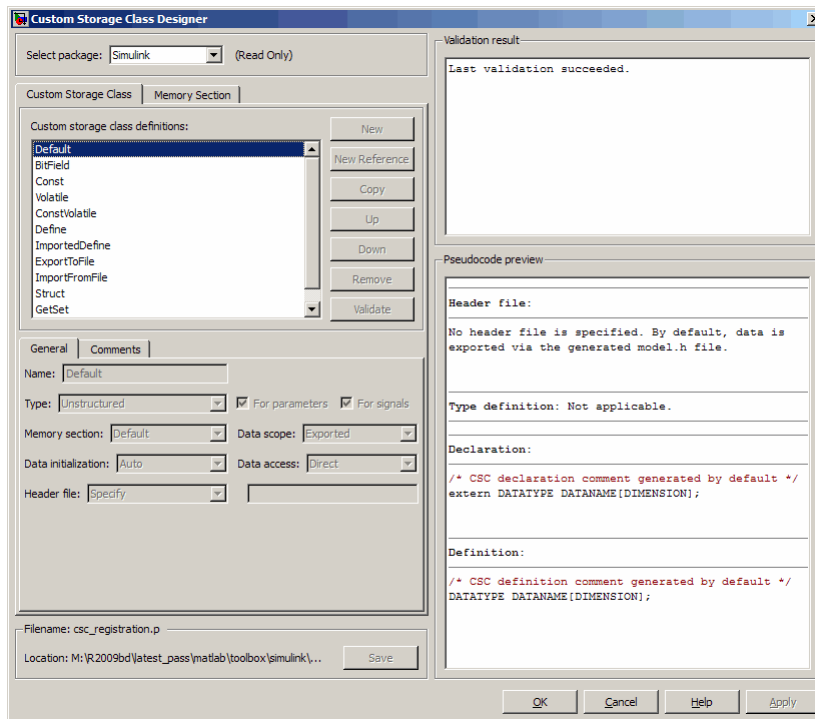 Custom Storage Class Designer
Select package: Simulink (Read Only)
Custom Storage Class Memory Section
Custom storage class definitions:
Default
BitField
Const
Volatile
ConstVolatile
Define
ImportedDefine
ExportToFile
ImportFromFile
Struct
GetSet
New
New Reference
Copy
Up
Down
Remove
Validate
General Comments
Name: Default
Type: Unstructured For parameters For signals
Memory section: Default Data scope: Exported
Data initialization: Auto Data access: Direct
Header file: Specify
Filename: csc_registration.p
Location: M:\R2009bd\latest_pass\matlab\toolbox\simulink\... Save
Validation result
Last validation succeeded.
Pseudocode preview
Header file:
No header file is specified. By default, data is
exported via the generated model.h file.
Type definition: Not applicable.
Declaration:
/* CSC declaration comment generated by default */
extern DATATYPE DATANAME[DIMENSION];
Definition:
/* CSC definition comment generated by default */
DATATYPE DATANAME[DIMENSION];
OK Cancel Help Apply